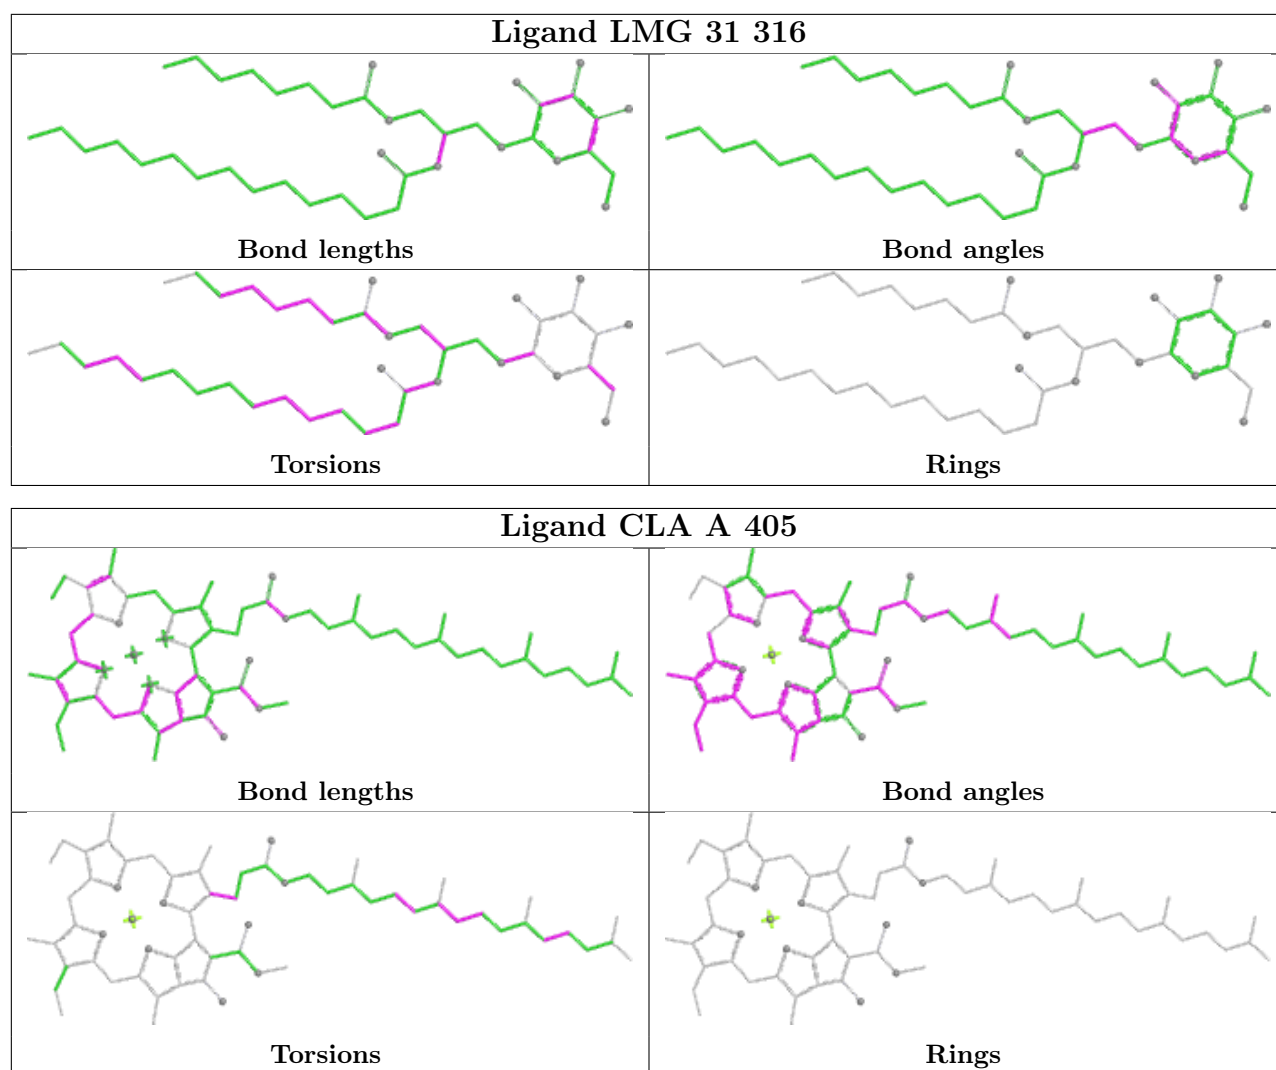 Ligand LMG 31 316
Bond lengths
Bond angles
Torsions
Rings
Ligand CLA A 405
Bond lengths
Bond angles
Torsions
Rings